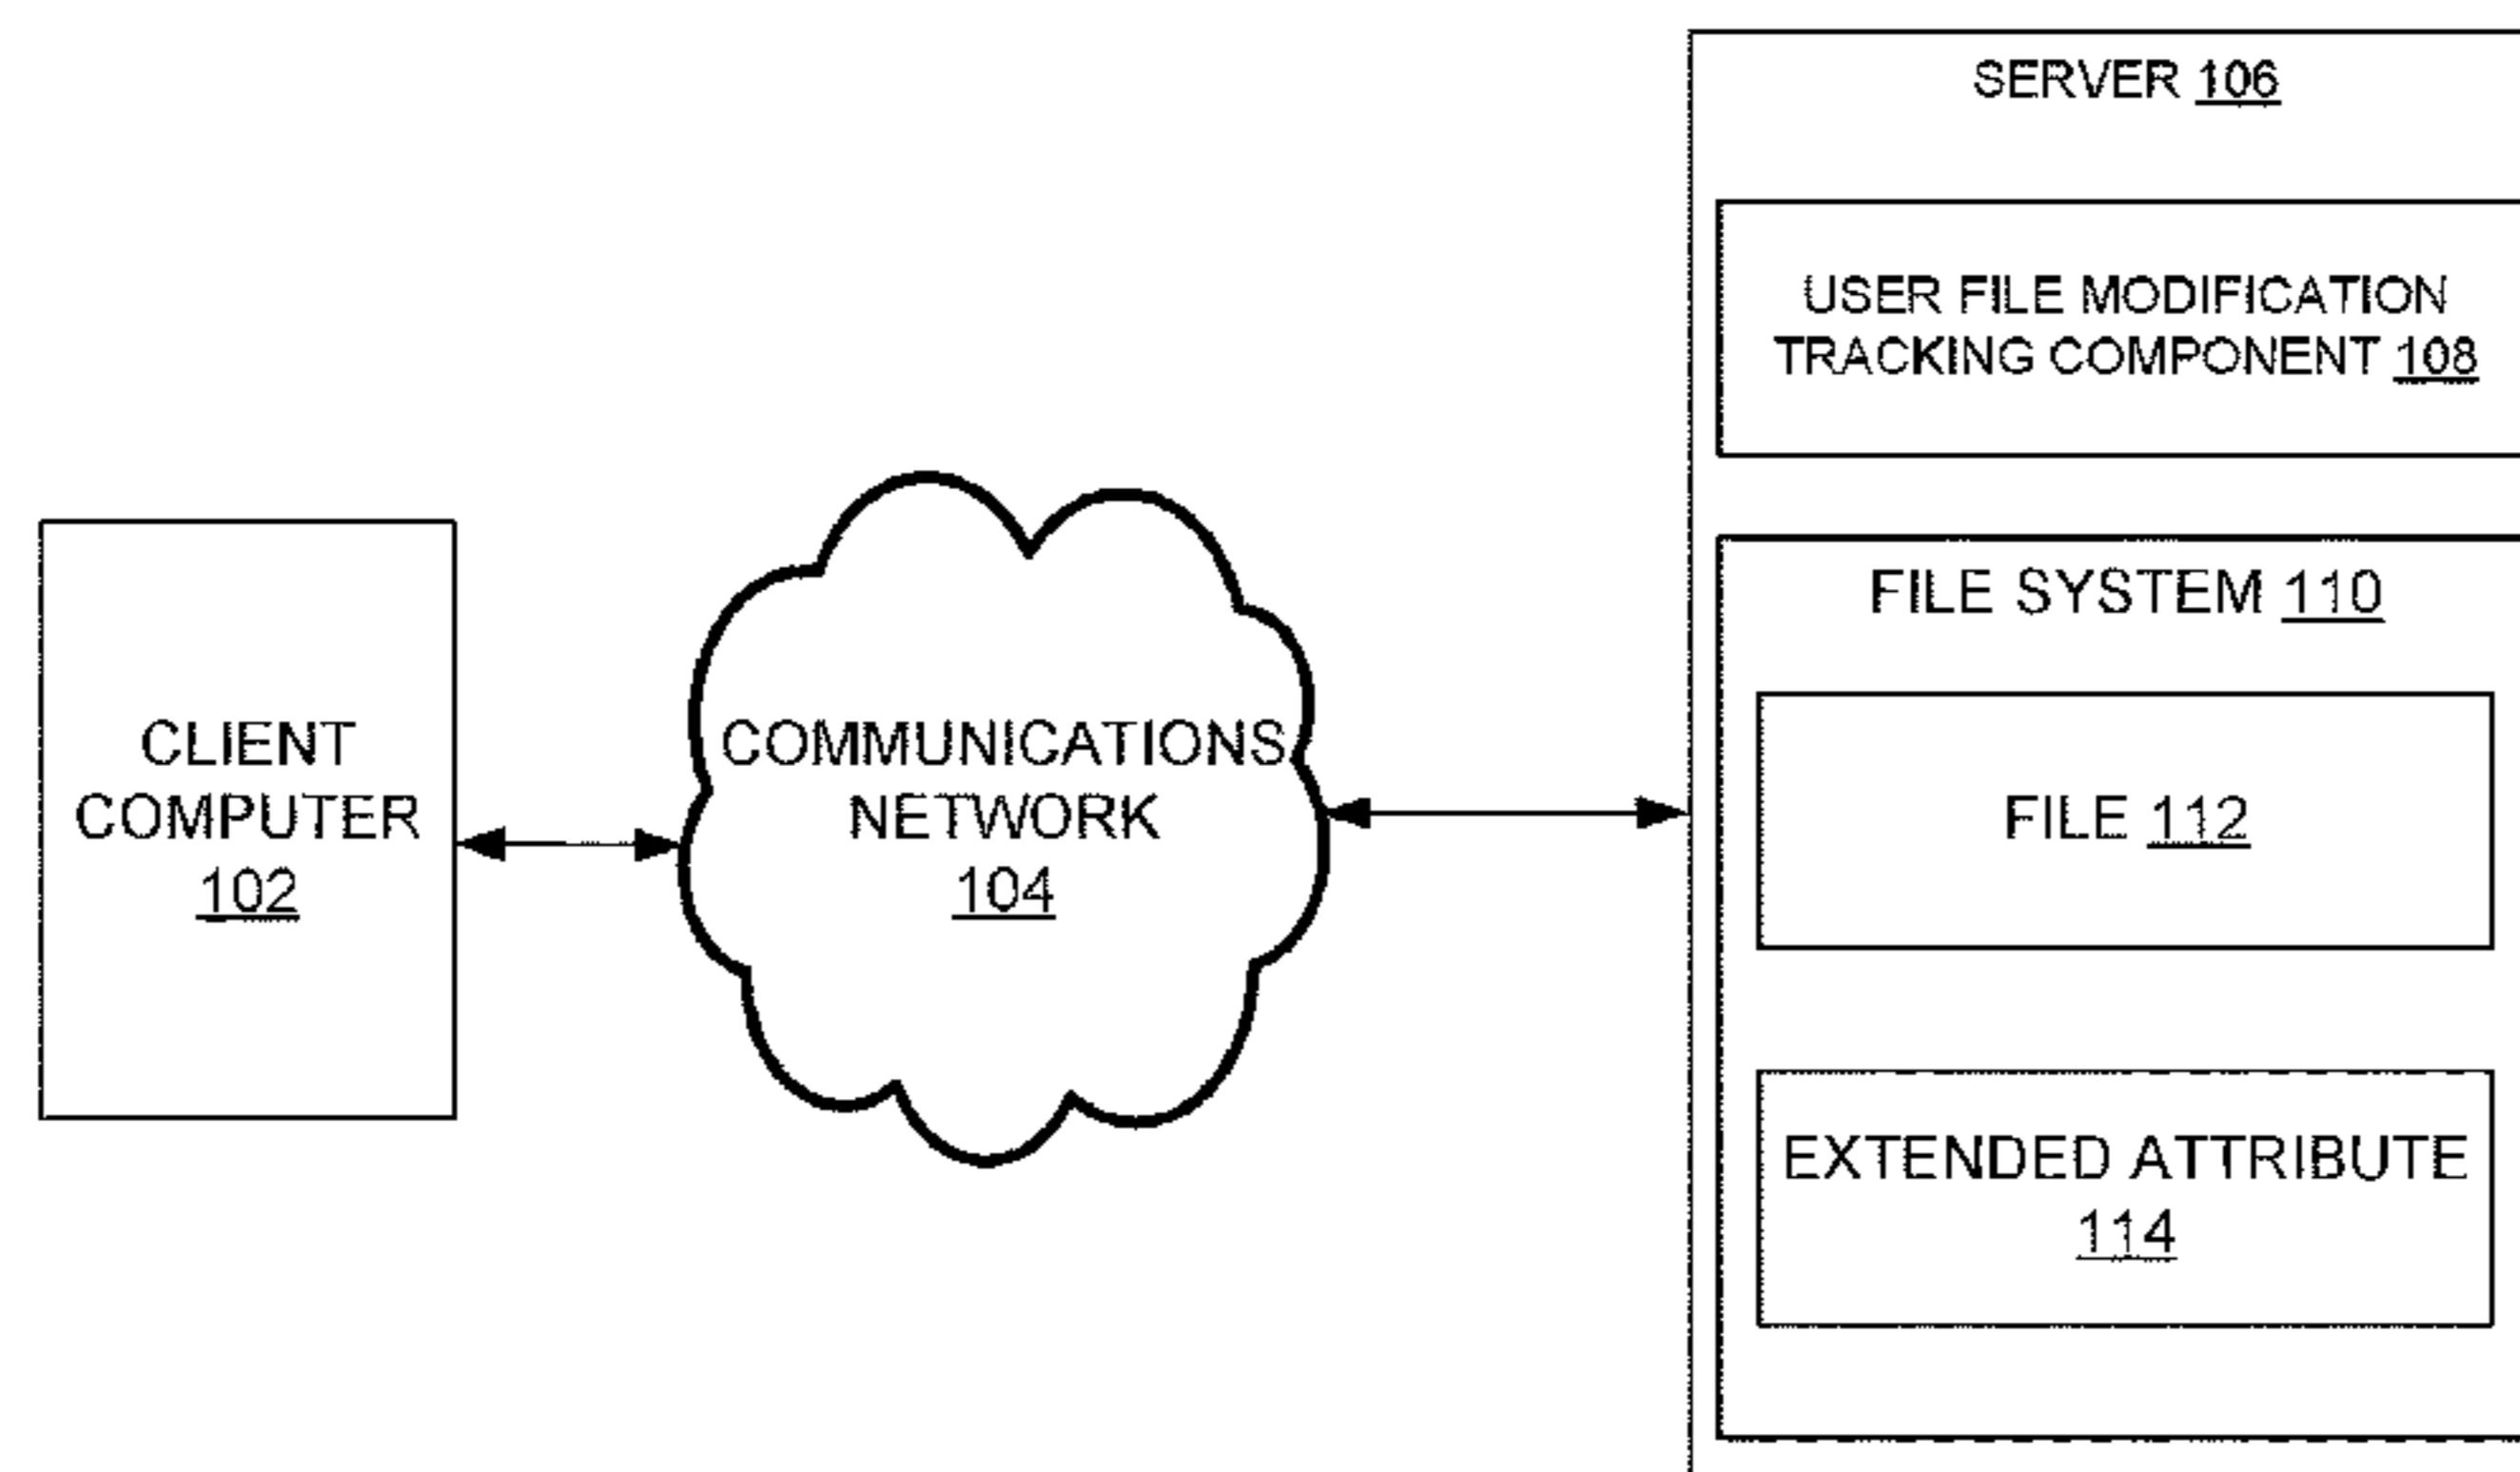 SERVER 106
USER FILE MODIFICATION
TRACKING COMPONENT 108
FILE SYSTEM 110
FILE 112
EXTENDED ATTRIBUTE
114
CLIENT
COMPUTER
102
COMMUNICATIONS
NETWORK
104